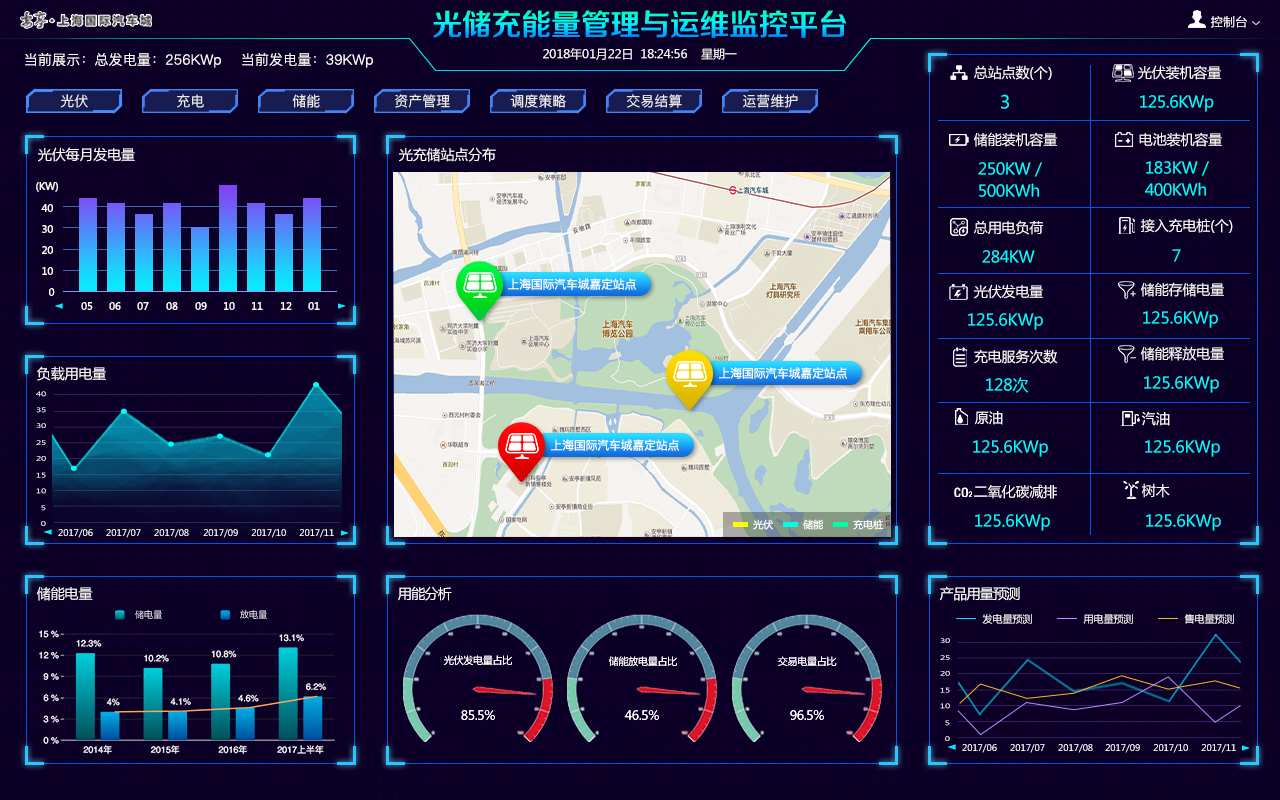 安亭·上海国际汽车城
光储充能量管理与运维监控平台
控制台
2018年01月22日 18:24:56 星期一
当前展示：总发电量：256KWp 当前发电量：39KWp
光伏 充电 储能 资产管理 调度策略 交易结算 运营维护
光伏每月发电量
(KW)
40
30
20
10
0
05 06 07 08 09 10 11 12 01
负载用电量
40
35
30
25
20
15
10
5
0
2017/06 2017/07 2017/08 2017/09 2017/10 2017/11
储能电量
储电量 放电量
15 %
12 %
9 %
6 %
3 %
0 %
12.3% 10.2% 10.8% 13.1%
4% 4.1% 4.6% 6.2%
2014年 2015年 2016年 2017上半年
光充储站点分布
上海汽车城
上海国际汽车城嘉定站点
上海汽车
灯具研究所
上海汽车
博览公园
上海国际汽车城嘉定站点
上海国际汽车城嘉定站点
光伏 储能 充电桩
用能分析
光伏发电量占比
85.5%
储能放电量占比
46.5%
交易电量占比
96.5%
总站点数(个)
3
光伏装机容量
125.6KWp
储能装机容量
250KW /
500KWh
电池装机容量
183KW /
400KWh
总用电负荷
284KW
接入充电桩(个)
7
光伏发电量
125.6KWp
储能存储电量
125.6KWp
充电服务次数
128次
储能释放电量
125.6KWp
原油
125.6KWp
汽油
125.6KWp
CO₂二氧化碳减排
125.6KWp
树木
125.6KWp
产品用量预测
发电量预测 用电量预测 售电量预测
30
25
20
15
10
5
0
2017/06 2017/07 2017/08 2017/09 2017/10 2017/11